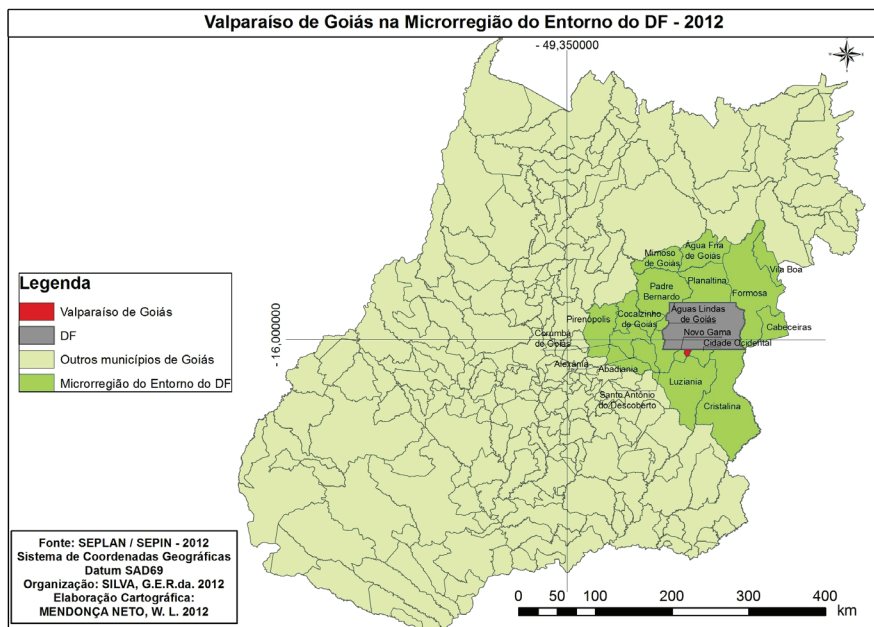 Valparaíso de Goiás na Microrregião do Entorno do DF - 2012
- 49,350000
Água Fria
de Goiás
Mimoso
de Goiás
Vila Boa
Planaltina
Padre
Bernardo
Formosa
Águas Lindas
de Goiás
Pirenópolis
Cocalzinho
de Goiás
Novo Gama
Cabeceiras
Corumbá
de Goiás
Cidade Ocidental
- 16,000000
Alexânia
Abadiania
Luziania
Santo Antônio
do Descoberto
Cristalina
Legenda
Valparaíso de Goiás
DF
Outros municípios de Goiás
Microrregião do Entorno do DF
Fonte: SEPLAN / SEPIN - 2012
Sistema de Coordenadas Geográficas
Datum SAD69
Organização: SILVA, G.E.R.da. 2012
Elaboração Cartográfica:
MENDONÇA NETO, W. L. 2012
0 50 100 200 300 400
km